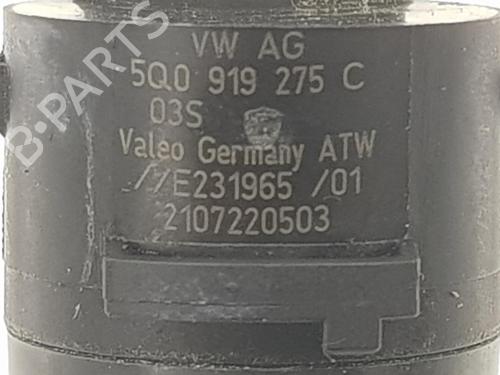 VW AG
5Q0 919 275 C
03S
Valeo Germany ATW
//E231965 /01
2107220503
B-PARTS